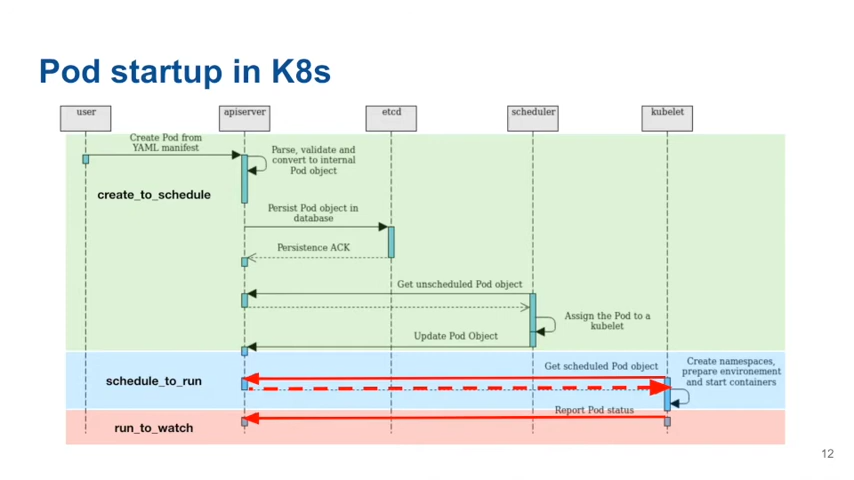 Pod startup in K8s
user
apiserver
etcd
scheduler
kubelet
Create Pod from
YAML manifest
Parse, validate and
convert to internal
Pod object
create_to_schedule
Persist Pod object in
database
Persistence ACK
Get unscheduled Pod object
Assign the Pod to a
kubelet
Update Pod Object
Get scheduled Pod object
Create namespaces,
prepare environement
and start containers
schedule_to_run
Report Pod status
run_to_watch
12